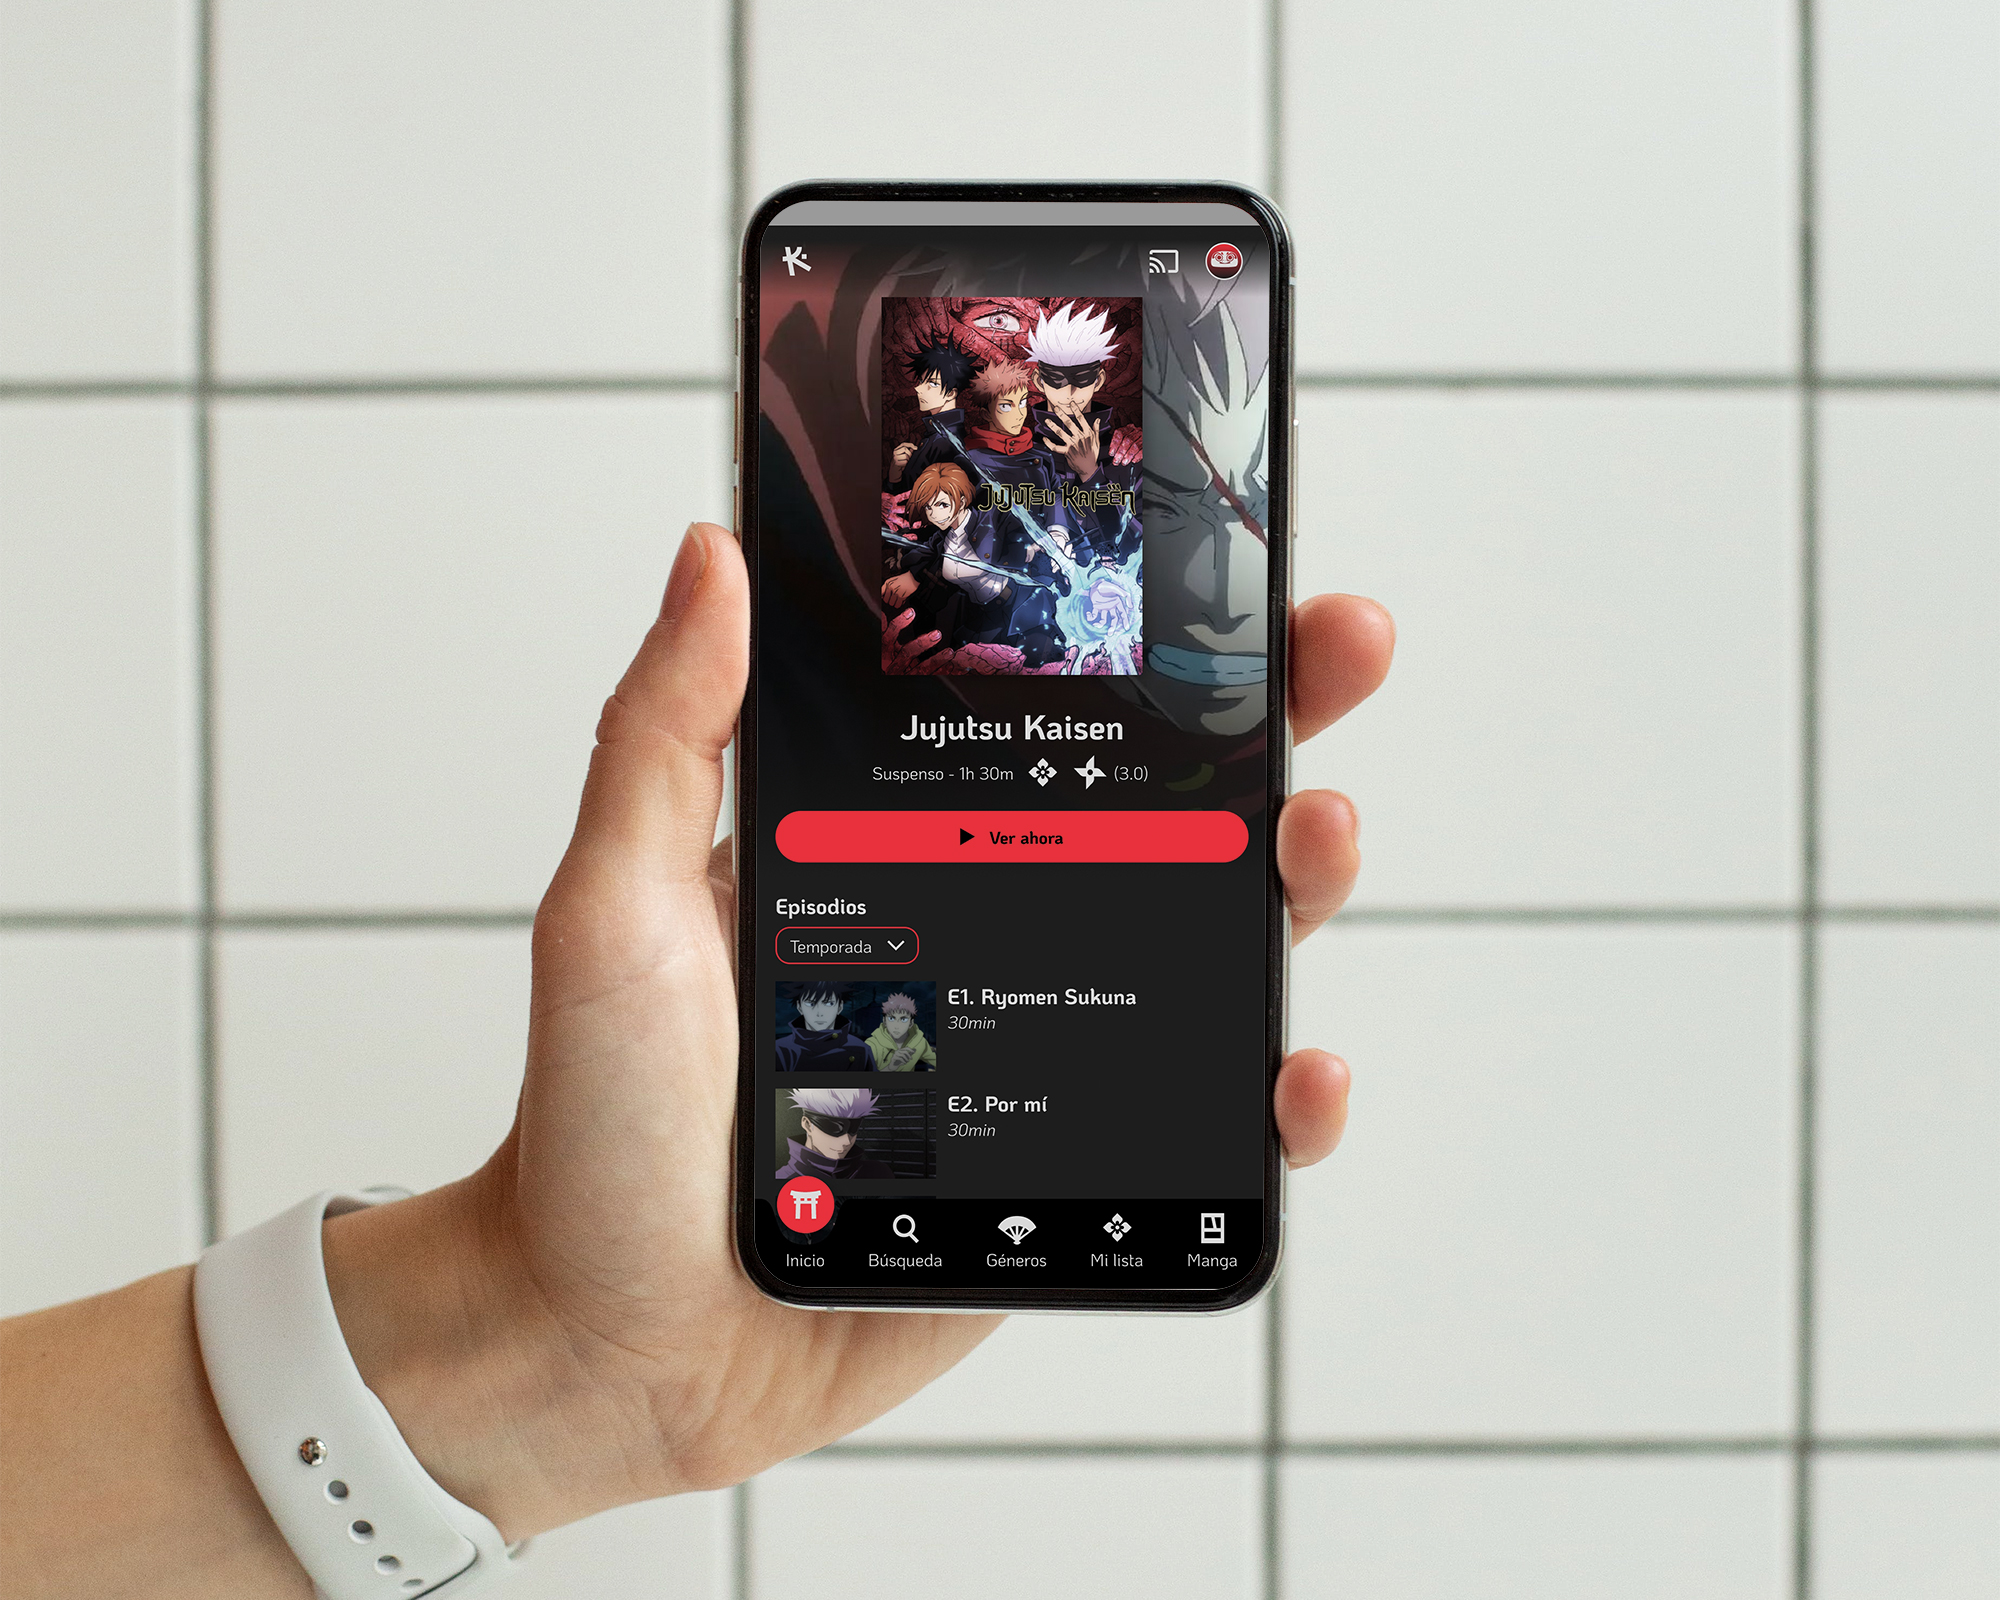 K
JUJUTSU KAISEN
Jujutsu Kaisen
Suspenso - 1h 30m (3.0)
Ver ahora
Episodios
Temporada
E1. Ryomen Sukuna
30min
E2. Por mí
30min
Inicio Búsqueda Géneros Mi lista Manga